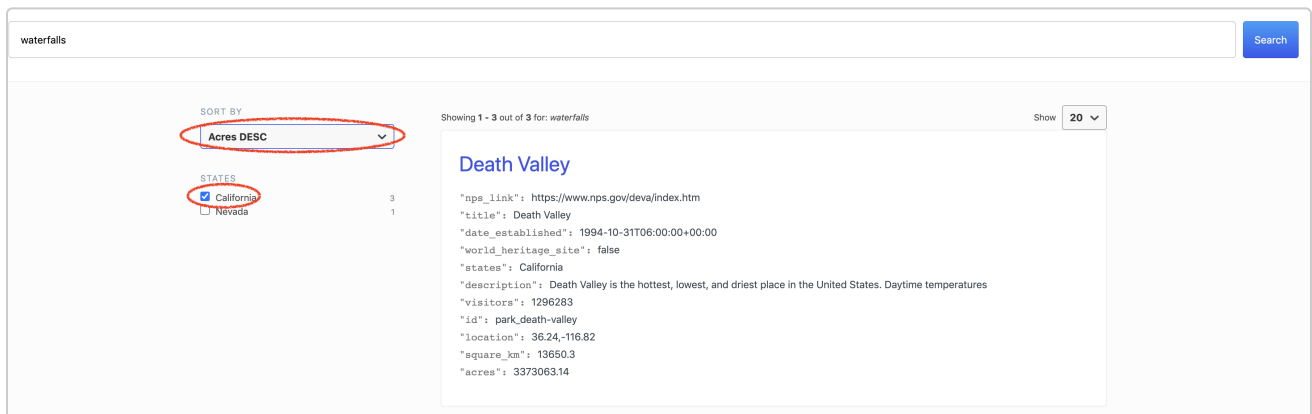 waterfalls
Search
SORT BY
Acres DESC
STATES
California 3
Nevada 1
Showing 1 - 3 out of 3 for: waterfalls
Show 20
Death Valley
"nps_link": https://www.nps.gov/deva/index.htm
"title": Death Valley
"date_established": 1994-10-31T06:00:00+00:00
"world_heritage_site": false
"states": California
"description": Death Valley is the hottest, lowest, and driest place in the United States. Daytime temperatures
"visitors": 1296283
"id": park_death-valley
"location": 36.24,-116.82
"square_km": 13650.3
"acres": 3373063.14